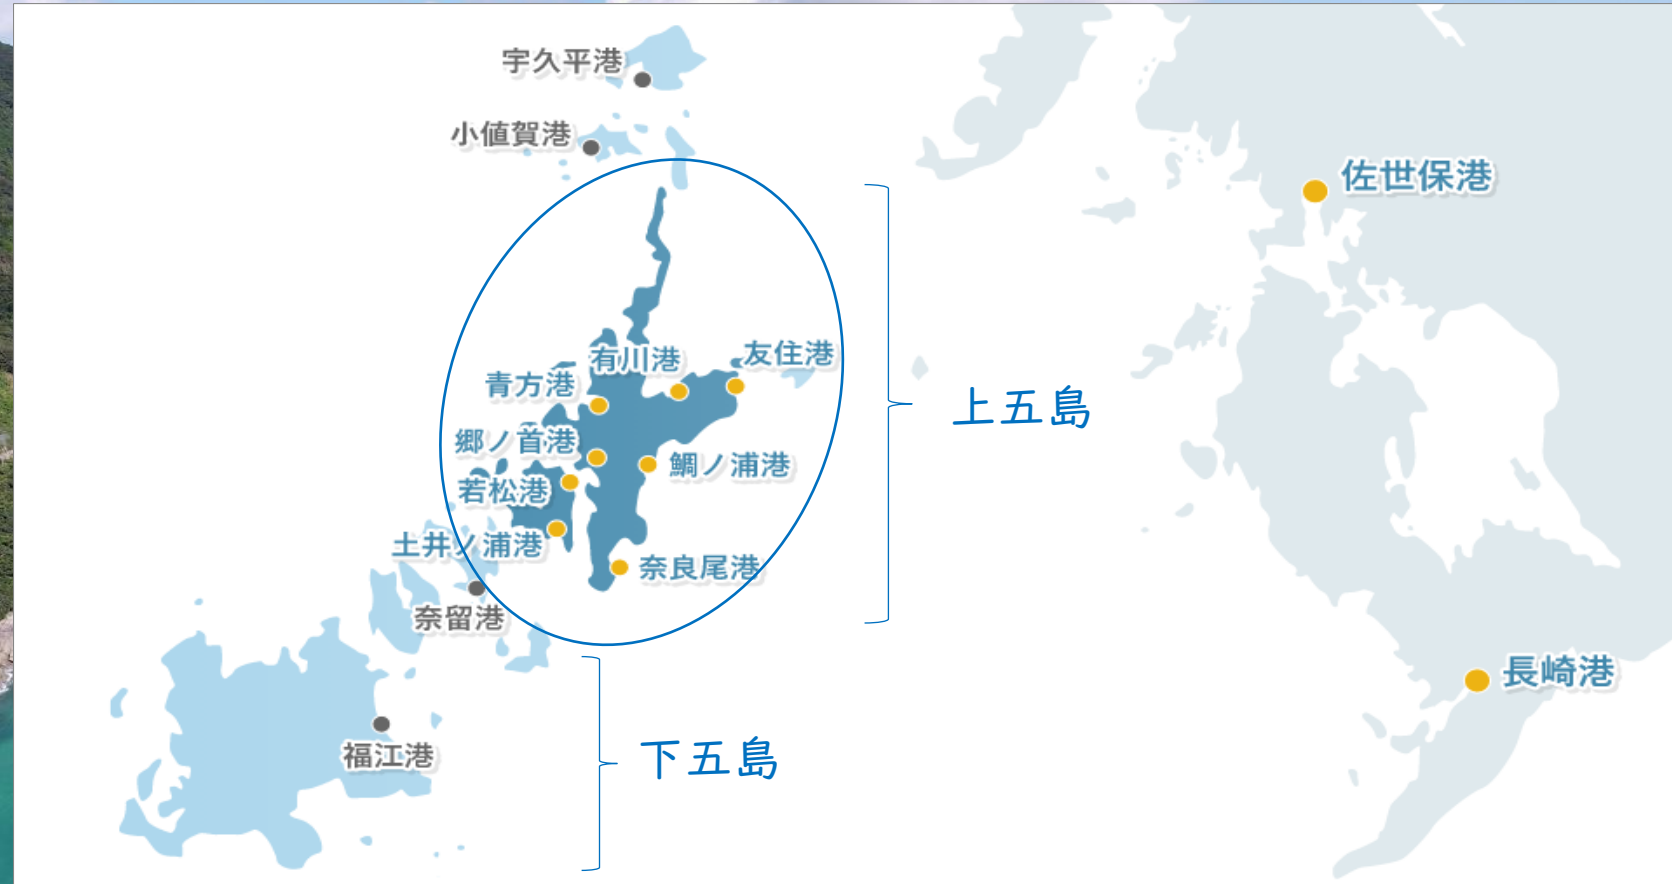 宇久平港
小値賀港
佐世保港
友住港
有川港
青方港
上五島
郷ノ首港
鯛ノ浦港
若松港
土井ノ浦港
奈良尾港
奈留港
長崎港
福江港
下五島